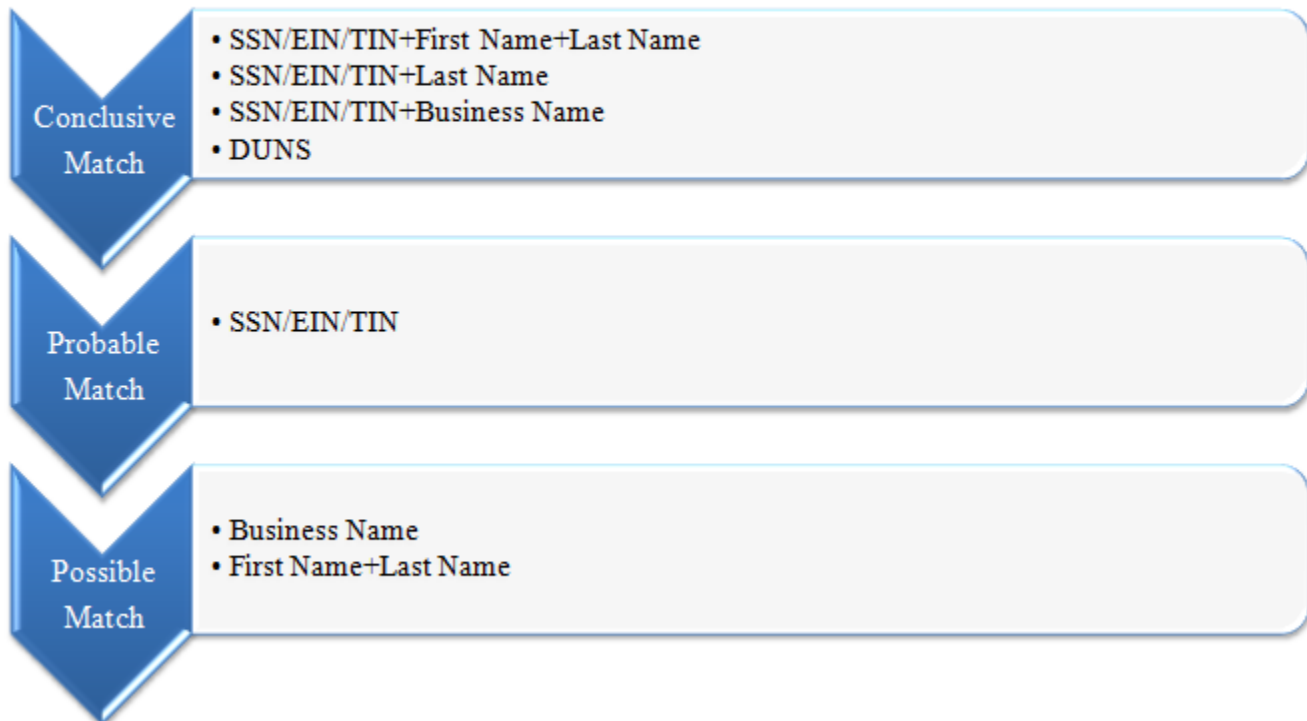 Conclusive
Match
• SSN/EIN/TIN+First Name+Last Name
• SSN/EIN/TIN+Last Name
• SSN/EIN/TIN+Business Name
• DUNS
Probable
Match
• SSN/EIN/TIN
Possible
Match
• Business Name
• First Name+Last Name